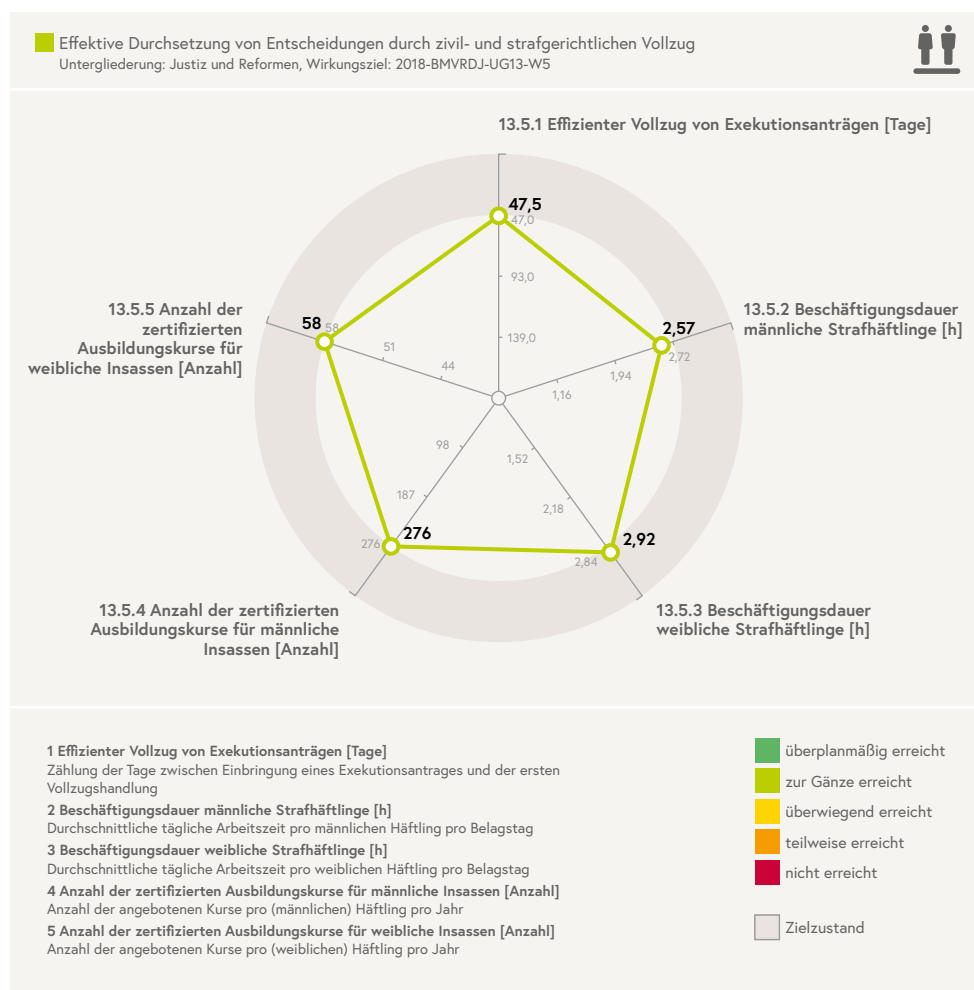 Effektive Durchsetzung von Entscheidungen durch zivil- und strafgerichtlichen Vollzug
Untergliederung: Justiz und Reformen, Wirkungsziel: 2018-BMVRDJ-UG13-W5
13.5.1 Effizienter Vollzug von Exekutionsanträgen [Tage]
47,5
47,0
93,0
139,0
13.5.2 Beschäftigungsdauer
männliche Strafhäftlinge [h]
2,57
2,72
1,94
1,16
13.5.3 Beschäftigungsdauer
weibliche Strafhäftlinge [h]
2,92
2,84
2,18
1,52
13.5.4 Anzahl der zertifizierten
Ausbildungskurse für männliche
Insassen [Anzahl]
276
276
187
98
13.5.5 Anzahl der
zertifizierten
Ausbildungskurse für
weibliche Insassen [Anzahl]
58
58
51
44
1 Effizienter Vollzug von Exekutionsanträgen [Tage]
Zählung der Tage zwischen Einbringung eines Exekutionsantrages und der ersten
Vollzugshandlung
2 Beschäftigungsdauer männliche Strafhäftlinge [h]
Durchschnittliche tägliche Arbeitszeit pro männlichen Häftling pro Belagstag
3 Beschäftigungsdauer weibliche Strafhäftlinge [h]
Durchschnittliche tägliche Arbeitszeit pro weiblichen Häftling pro Belagstag
4 Anzahl der zertifizierten Ausbildungskurse für männliche Insassen [Anzahl]
Anzahl der angebotenen Kurse pro (männlichen) Häftling pro Jahr
5 Anzahl der zertifizierten Ausbildungskurse für weibliche Insassen [Anzahl]
Anzahl der angebotenen Kurse pro (weiblichen) Häftling pro Jahr
überplanmäßig erreicht
zur Gänze erreicht
überwiegend erreicht
teilweise erreicht
nicht erreicht
Zielzustand